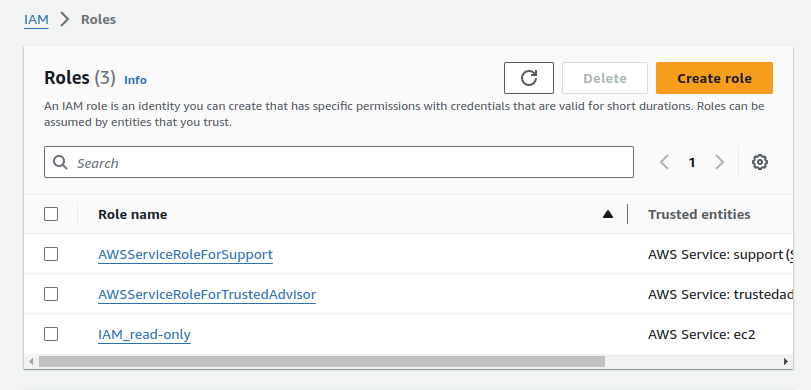 IAM > Roles
Roles (3) Info
Delete
Create role
An IAM role is an identity you can create that has specific permissions with credentials that are valid for short durations. Roles can be
assumed by entities that you trust.
Search
1
Role name
Trusted entities
AWSServiceRoleForSupport
AWS Service: support (
AWSServiceRoleForTrustedAdvisor
AWS Service: trustedad
IAM_read-only
AWS Service: ec2